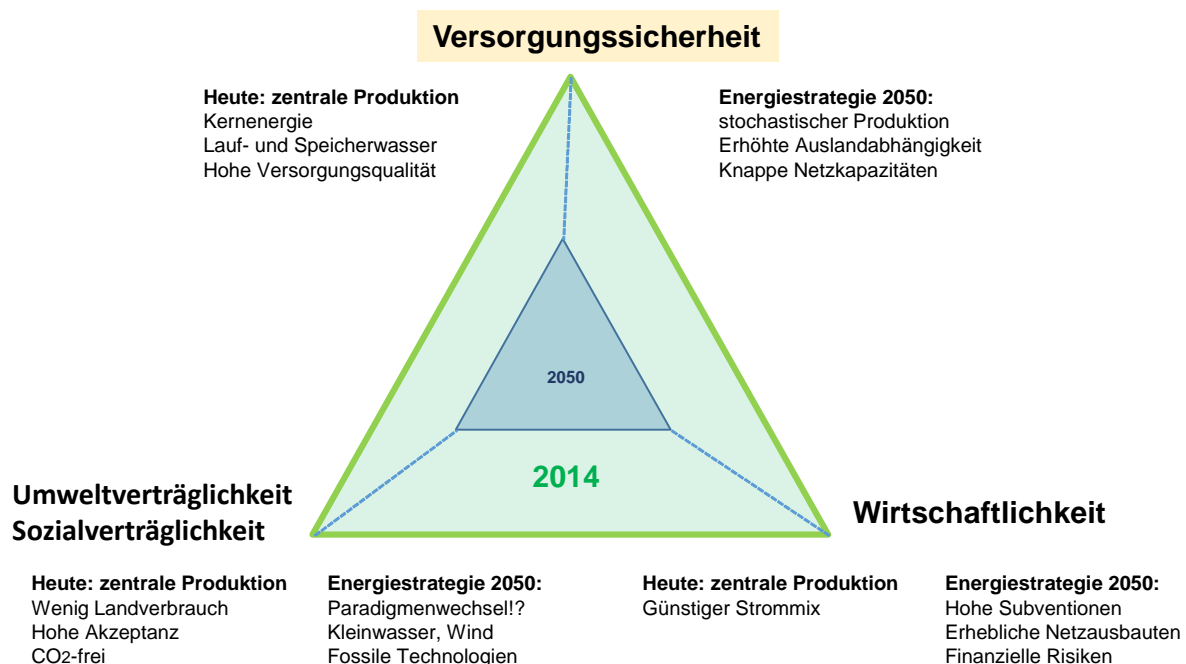 Versorgungssicherheit
Heute: zentrale Produktion
Kernenergie
Lauf- und Speicherwasser
Hohe Versorgungsqualität
Energiestrategie 2050:
stochastischer Produktion
Erhöhte Auslandabhängigkeit
Knappe Netzkapazitäten
2050
2014
Umweltverträglichkeit
Sozialverträglichkeit
Wirtschaftlichkeit
Heute: zentrale Produktion
Wenig Landverbrauch
Hohe Akzeptanz
CO2-frei
Energiestrategie 2050:
Paradigmenwechsel!?
Kleinwasser, Wind
Fossile Technologien
Heute: zentrale Produktion
Günstiger Strommix
Energiestrategie 2050:
Hohe Subventionen
Erhebliche Netzausbauten
Finanzielle Risiken